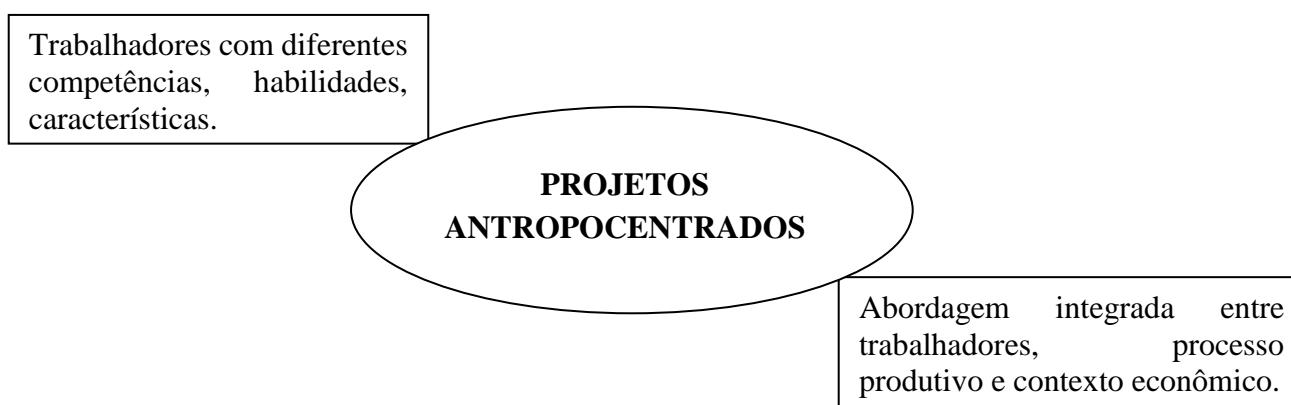 Trabalhadores com diferentes
competências, habilidades,
características.
PROJETOS
ANTROPOCENTRADOS
Abordagem integrada entre
trabalhadores, processo
produtivo e contexto econômico.